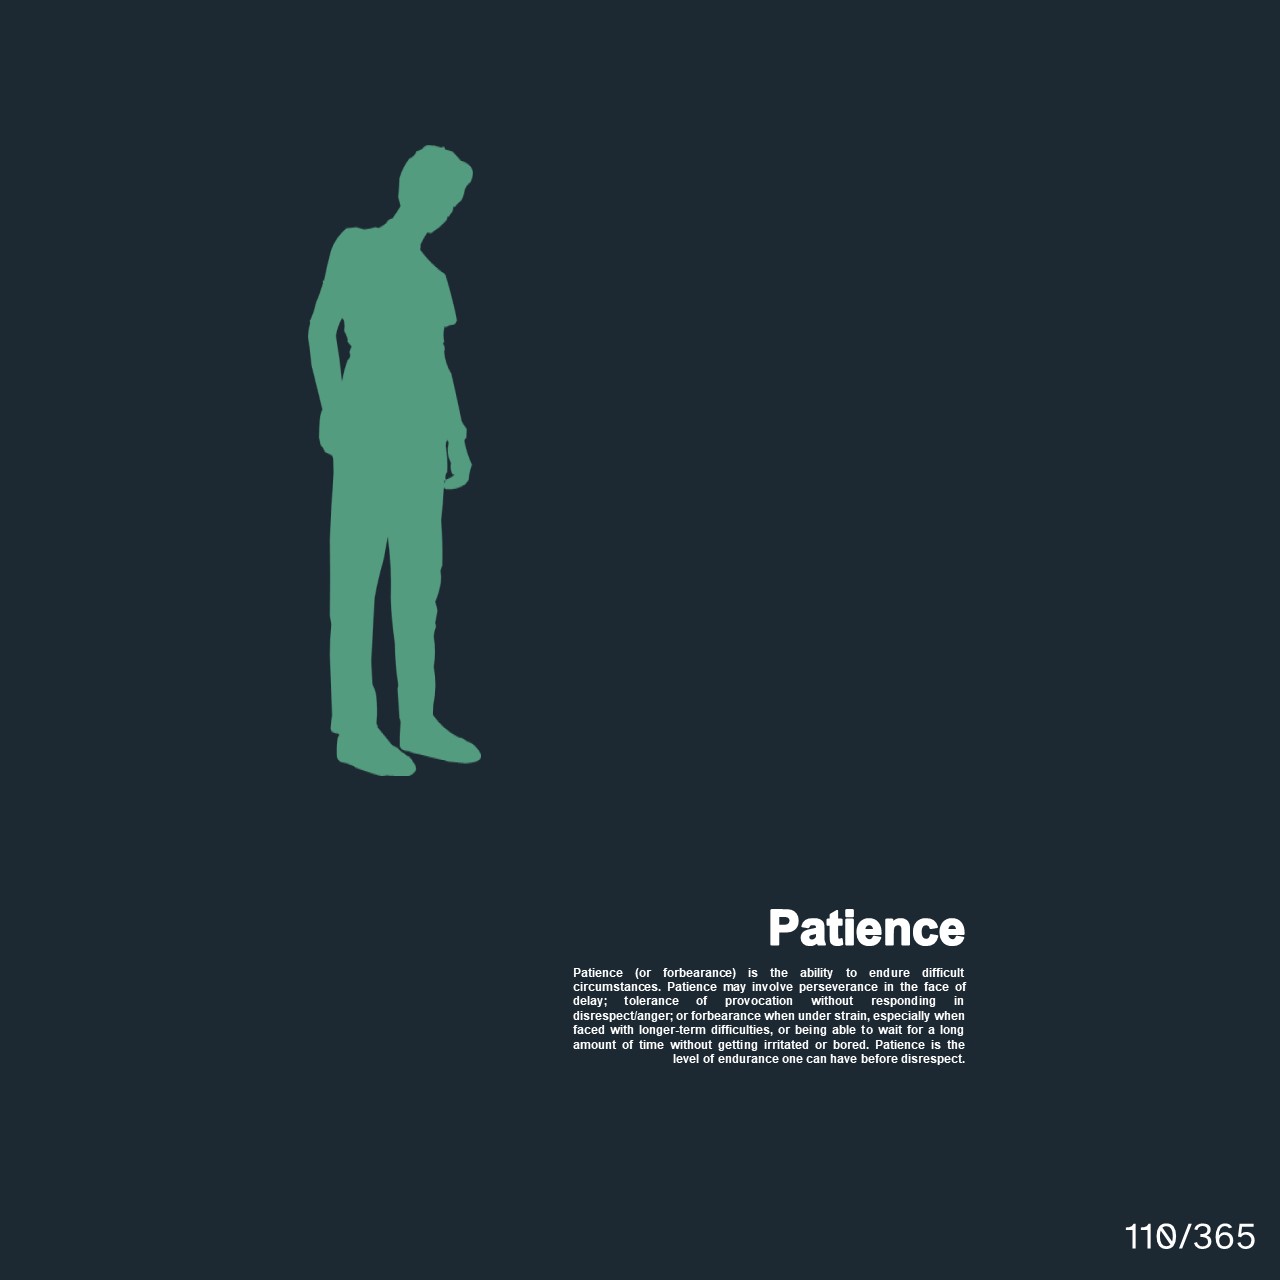 Patience
Patience (or forbearance) is the ability to endure difficult
circumstances. Patience may involve perseverance in the face of
delay; tolerance of provocation without responding in
disrespect/anger; or forbearance when under strain, especially when
faced with longer-term difficulties, or being able to wait for a long
amount of time without getting irritated or bored. Patience is the
level of endurance one can have before disrespect.
110/365